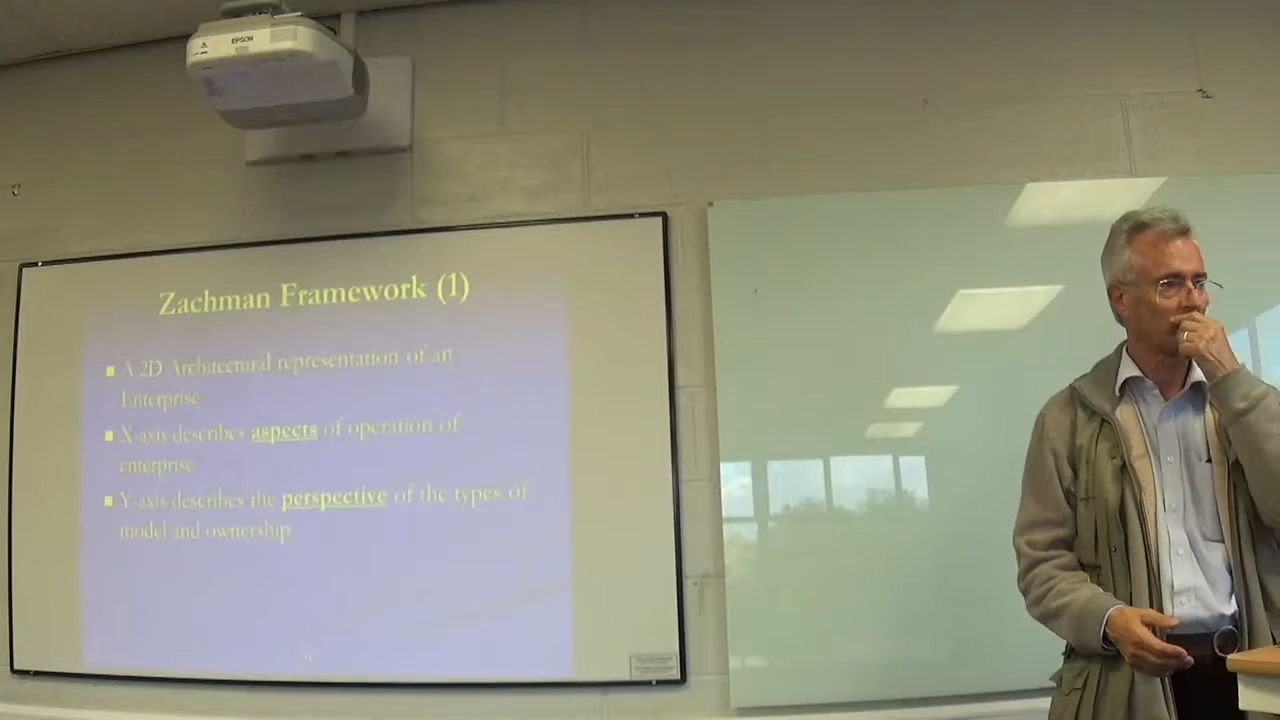 EPSON
Zachman Framework (1)
A 2D Architectural representation of an
Enterprise
X-axis describes aspects of operation of
enterprise
Y-axis describes the perspective of the types of
model and ownership